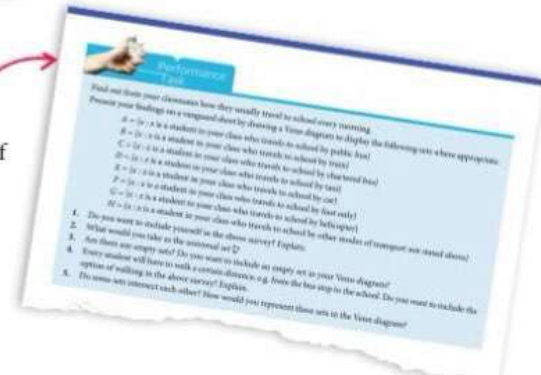 f
Performance
Task
Find out from your classmates how they usually travel to school every morning.
Present your findings on a vanguard sheet by drawing a Venn diagram to display the following sets where appropriate.
A = {x : x is a student in your class who travels to school by public bus}
B = {x : x is a student in your class who travels to school by train}
C = {x : x is a student in your class who travels to school by chartered bus}
D = {x : x is a student in your class who travels to school by taxi}
E = {x : x is a student in your class who travels to school by car}
F = {x : x is a student in your class who travels to school by foot only}
G = {x : x is a student in your class who travels to school by helicopter}
H = {x : x is a student in your class who travels to school by other modes of transport not stated above}
1. Do you want to include yourself in the above survey? Explain.
2. What would you take as the universal set
3. Are there any empty sets? Do you want to include an empty set in your Venn diagram?
4. Every student will have to walk a certain distance, e.g. from the bus stop to the school. Do you want to include the
option of walking in the above survey? Explain.
5. Do some sets intersect each other? How would you represent these sets in the Venn diagram?